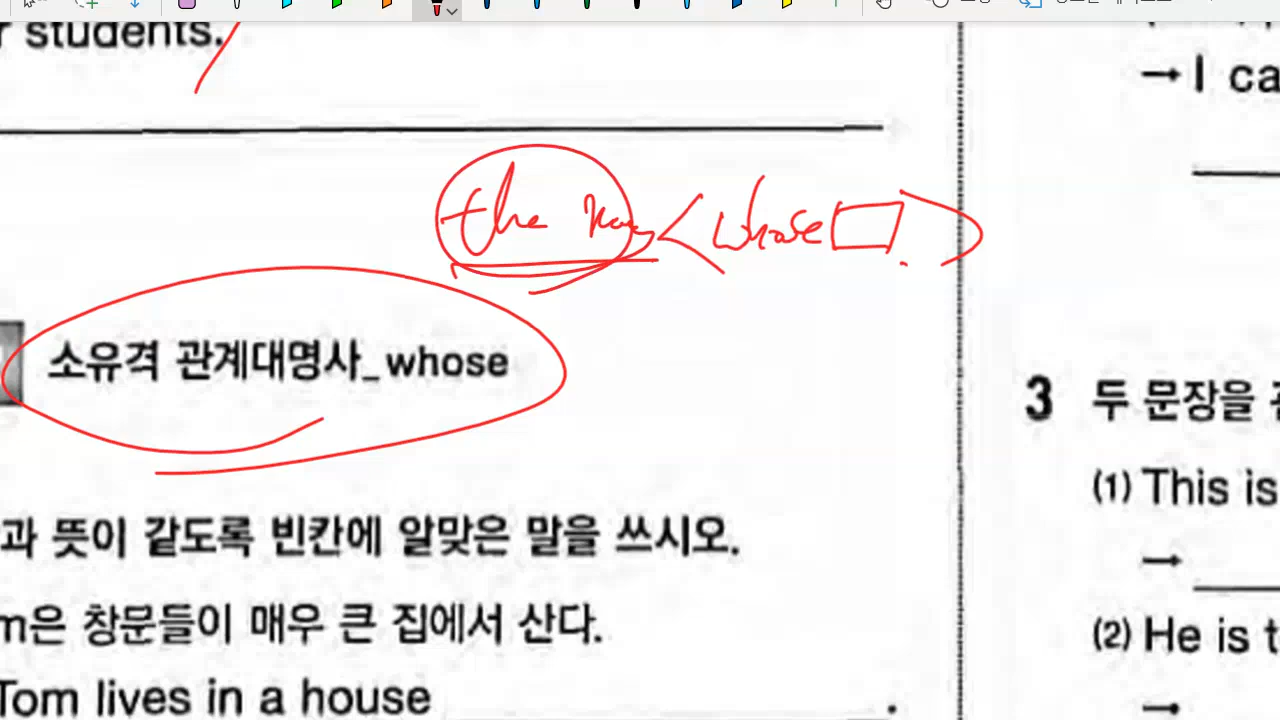 r students.
→ I ca
the <whose
소유격 관계대명사_whose
과 뜻이 같도록 빈칸에 알맞은 말을 쓰시오.
m은 창문들이 매우 큰 집에서 산다.
Tom lives in a house .
3 두 문장을
(1) This is
→
(2) He is t
→